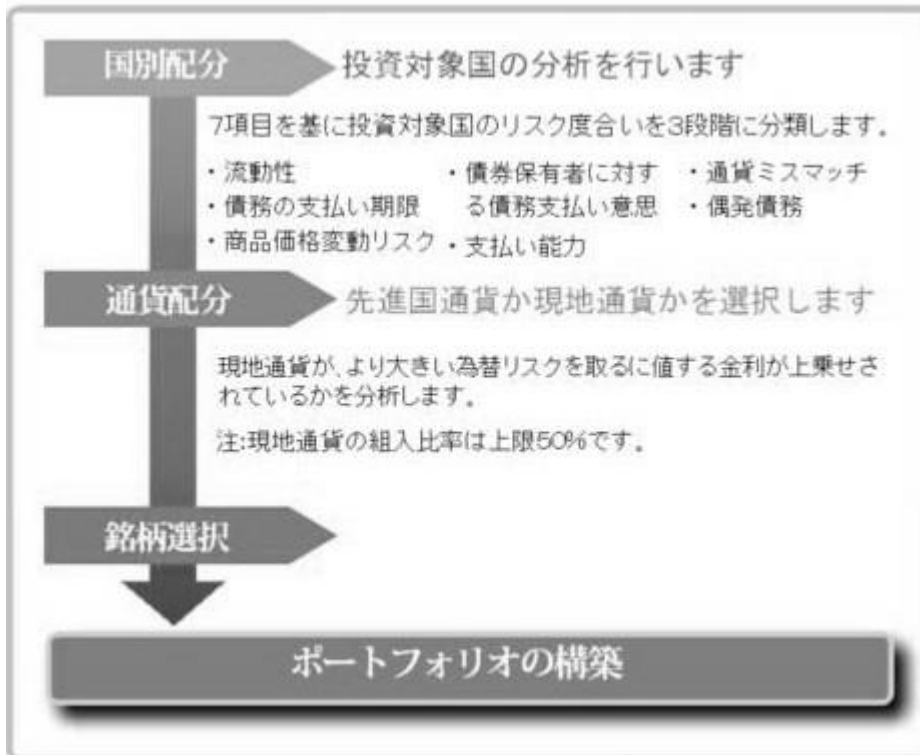 国別配分
投資対象国の分析を行います
7項目を基に投資対象国のリスク度合いを3段階に分類します。
・流動性
・債務の支払い期限
・商品価格変動リスク
・債券保有者に対す
る債務支払い意思
・支払い能力
・通貨ミスマッチ
・偶発債務
通貨配分
先進国通貨か現地通貨かを選択します
現地通貨が、より大きい為替リスクを取るに値する金利が上乗せさ
れているかを分析します。
注:現地通貨の組入比率は上限50%です。
銘柄選択
ポートフォリオの構築